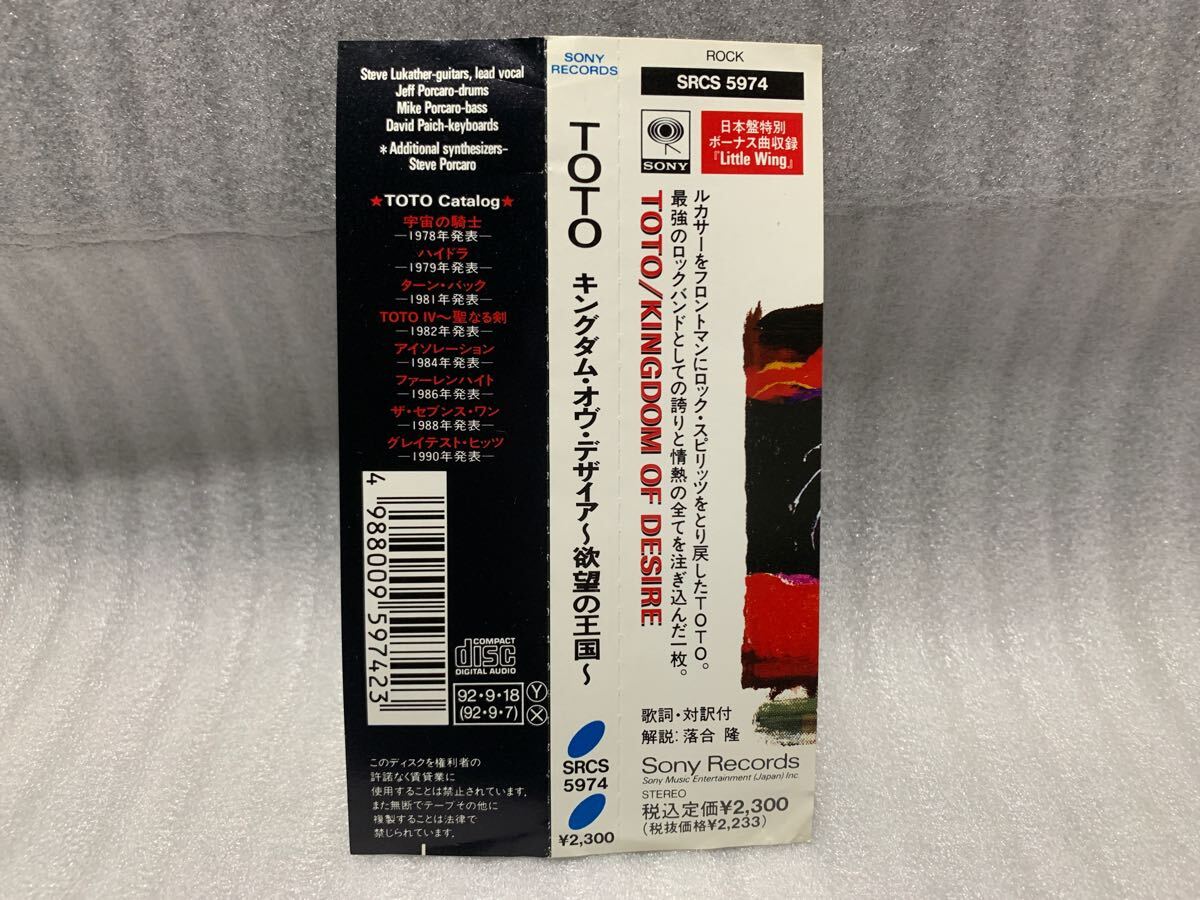 Steve Lukather-guitars, lead vocal
Jeff Porcaro-drums
Mike Porcaro-bass
David Paich-keyboards
*Additional synthesizers-
Steve Porcaro
★TOTO Catalog★
宇宙の騎士
—1978年発表—
ハイドラ
—1979年発表—
ターン・バック
—1981年発表—
TOTO IV〜聖なる剣
—1982年発表—
アイソレーション
—1984年発表—
ファーレンハイト
—1986年発表—
ザ・セブンス・ワン
—1988年発表—
グレイテスト・ヒッツ
—1990年発表—
4 988009 597423
COMPACT
disc
DIGITAL AUDIO
92・9・18
(92・9・7)
Y
X
このディスクを権利者の
許諾なく賃貸業に
使用することは禁止されています。
また無断でテープその他に
複製することは法律で
禁じられています。
SONY
RECORDS
TOTO キングダム・オヴ・デザイア〜欲望の王国〜
SRCS
5974
¥2,300
ROCK
SRCS 5974
SONY
日本盤特別
ボーナス曲収録
『Little Wing』
ルカサーをフロントマンにロック・スピリッツをとり戻したTOTO。
最強のロックバンドとしての誇りと情熱の全てを注ぎ込んだ一枚。
TOTO/KINGDOM OF DESIRE
歌詞・対訳付
解説:落合 隆
Sony Records
Sony Music Entertainment (Japan) Inc.
STEREO
税込定価¥2,300
(税抜価格¥2,233)